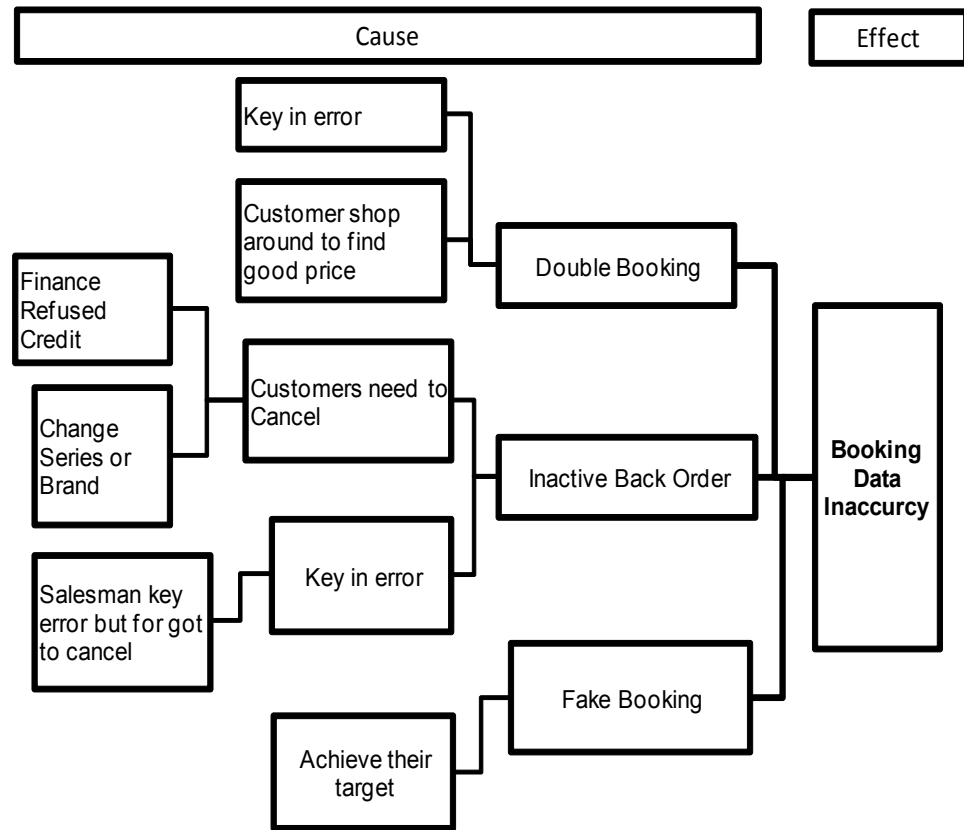 Cause
Effect
Key in error
Customer shop
around to find
good price
Double Booking
Finance
Refused
Credit
Customers need to
Cancel
Change
Series or
Brand
Inactive Back Order
Booking
Data
Inaccurcy
Key in error
Salesman key
error but for got
to cancel
Fake Booking
Achieve their
target